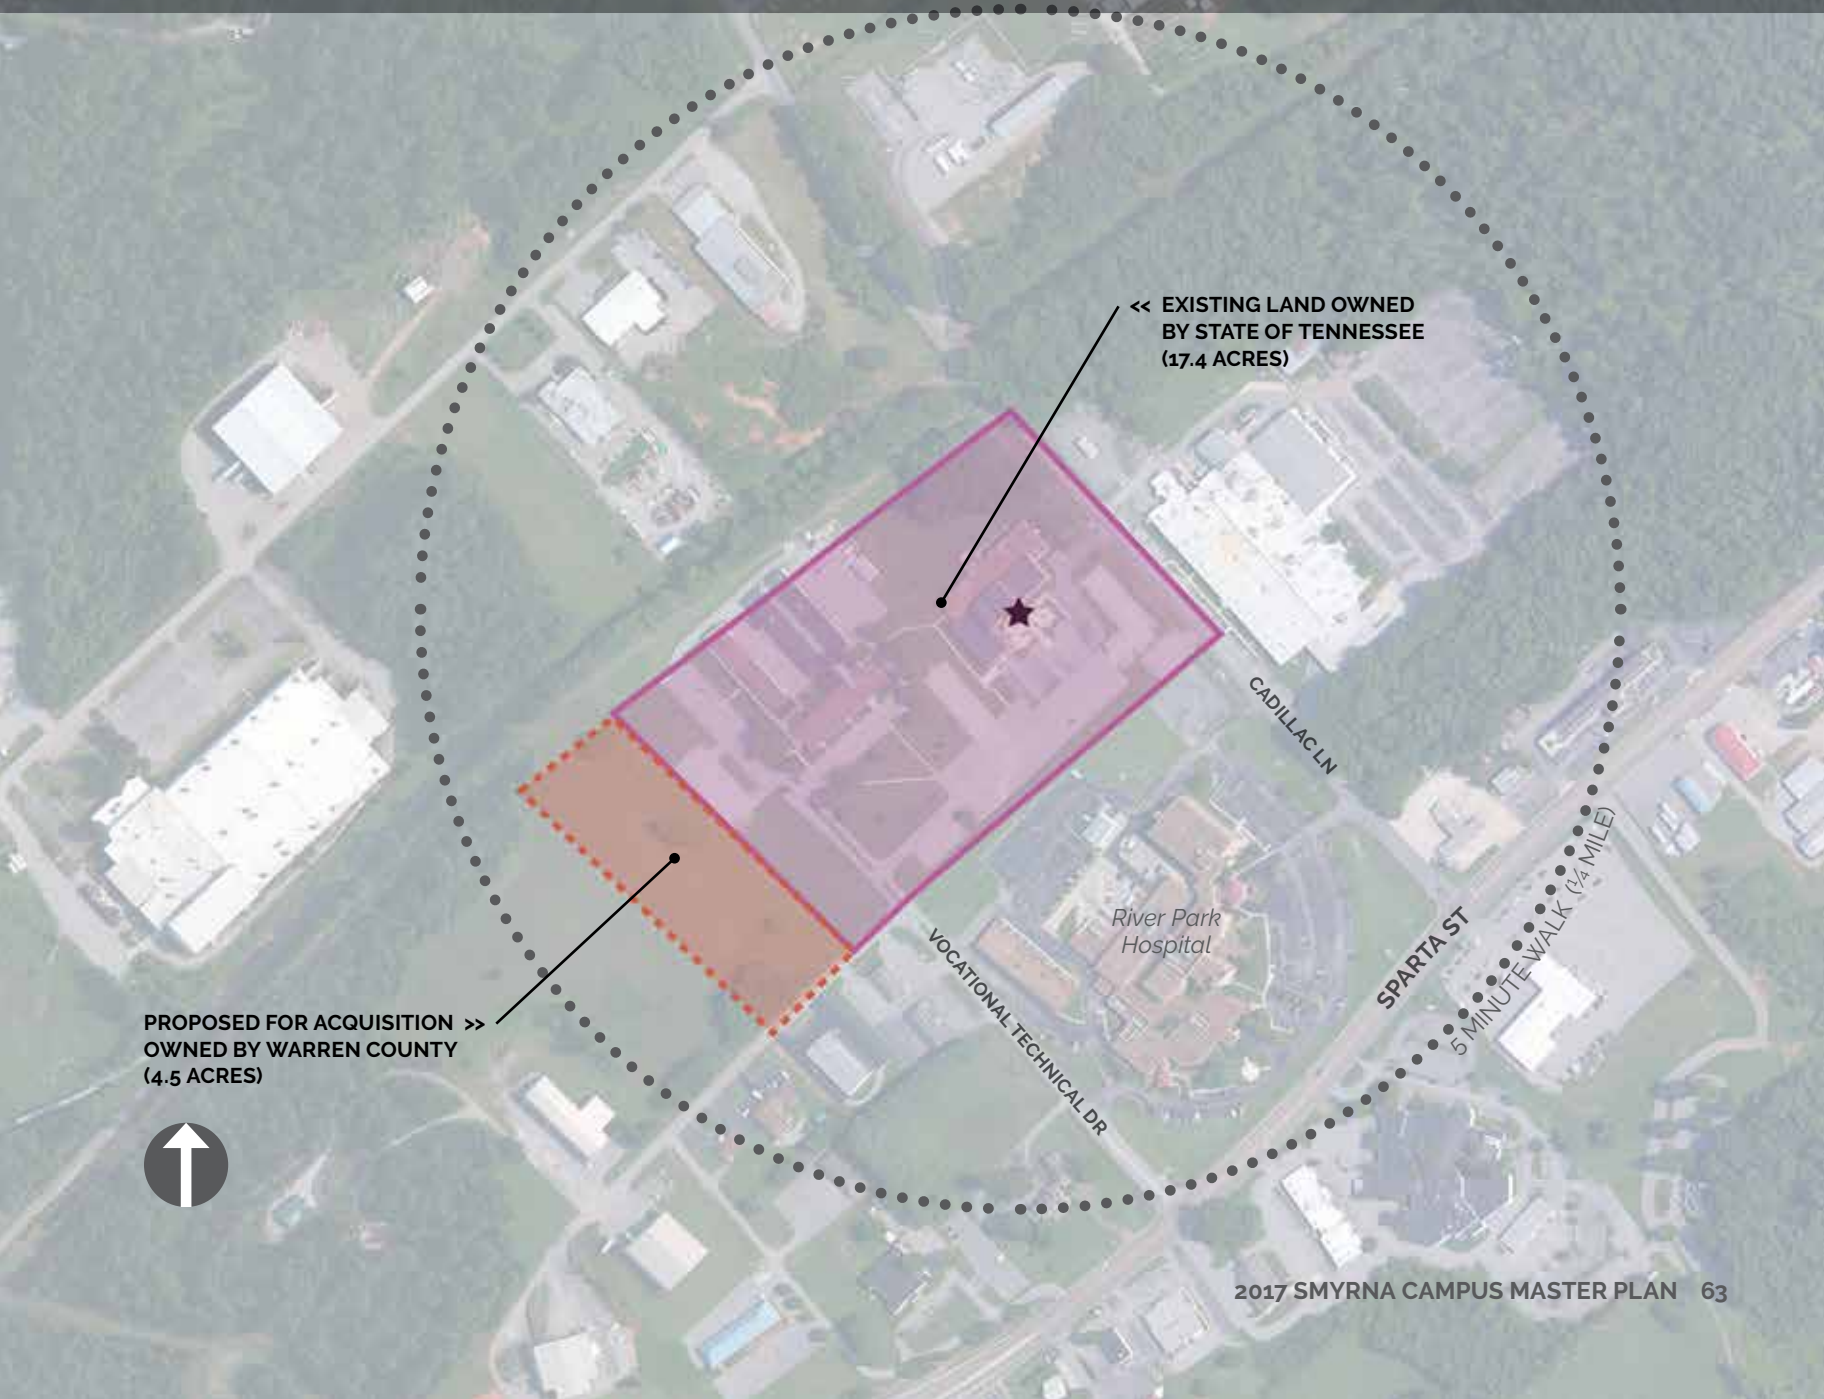 << EXISTING LAND OWNED
BY STATE OF TENNESSEE
(17.4 ACRES)
CADILLAC LN
River Park
Hospital
SPARTA ST
5 MINUTE WALK (1/4 MILE)
VOCATIONAL TECHNICAL DR
PROPOSED FOR ACQUISITION >>
OWNED BY WARREN COUNTY
(4.5 ACRES)
2017 SMYRNA CAMPUS MASTER PLAN 63